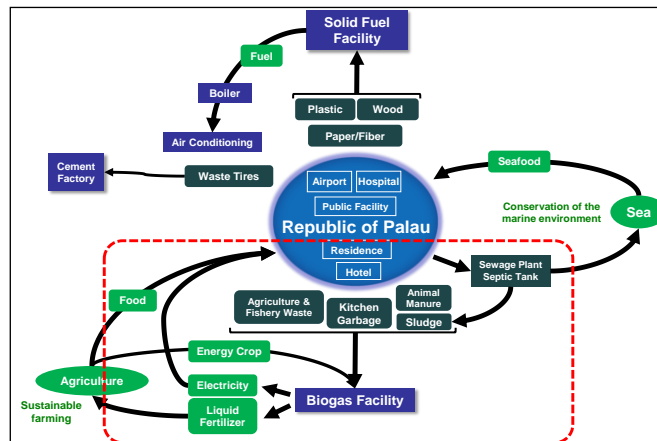 Solid Fuel
Facility
Fuel
Boiler
Plastic
Wood
Paper/Fiber
Air Conditioning
Cement
Factory
Waste Tires
Seafood
Airport
Hospital
Public Facility
Republic of Palau
Residence
Hotel
Conservation of the
marine environment
Sea
Sewage Plant
Septic Tank
Food
Agriculture &
Fishery Waste
Kitchen
Garbage
Animal
Manure
Sludge
Energy Crop
Agriculture
Electricity
Biogas Facility
Sustainable
farming
Liquid
Fertilizer